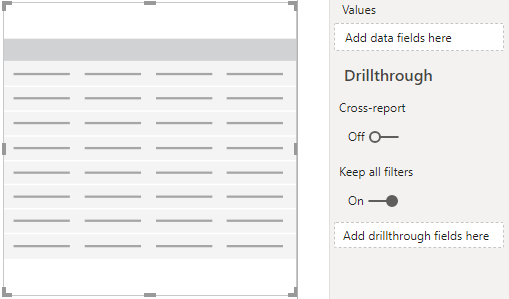 Values
Add data fields here
Drillthrough
Cross-report
Off
Keep all filters
On
Add drillthrough fields here